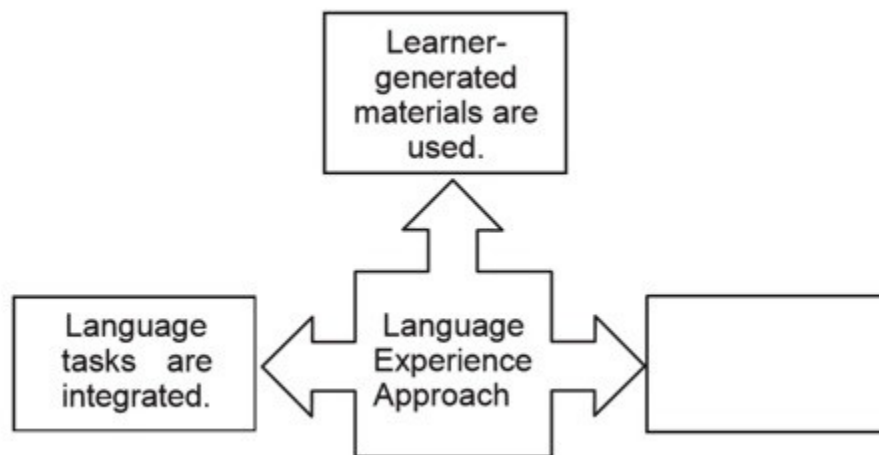 Learner-
generated
materials are
used.
Language
tasks are
integrated.
Language
Experience
Approach